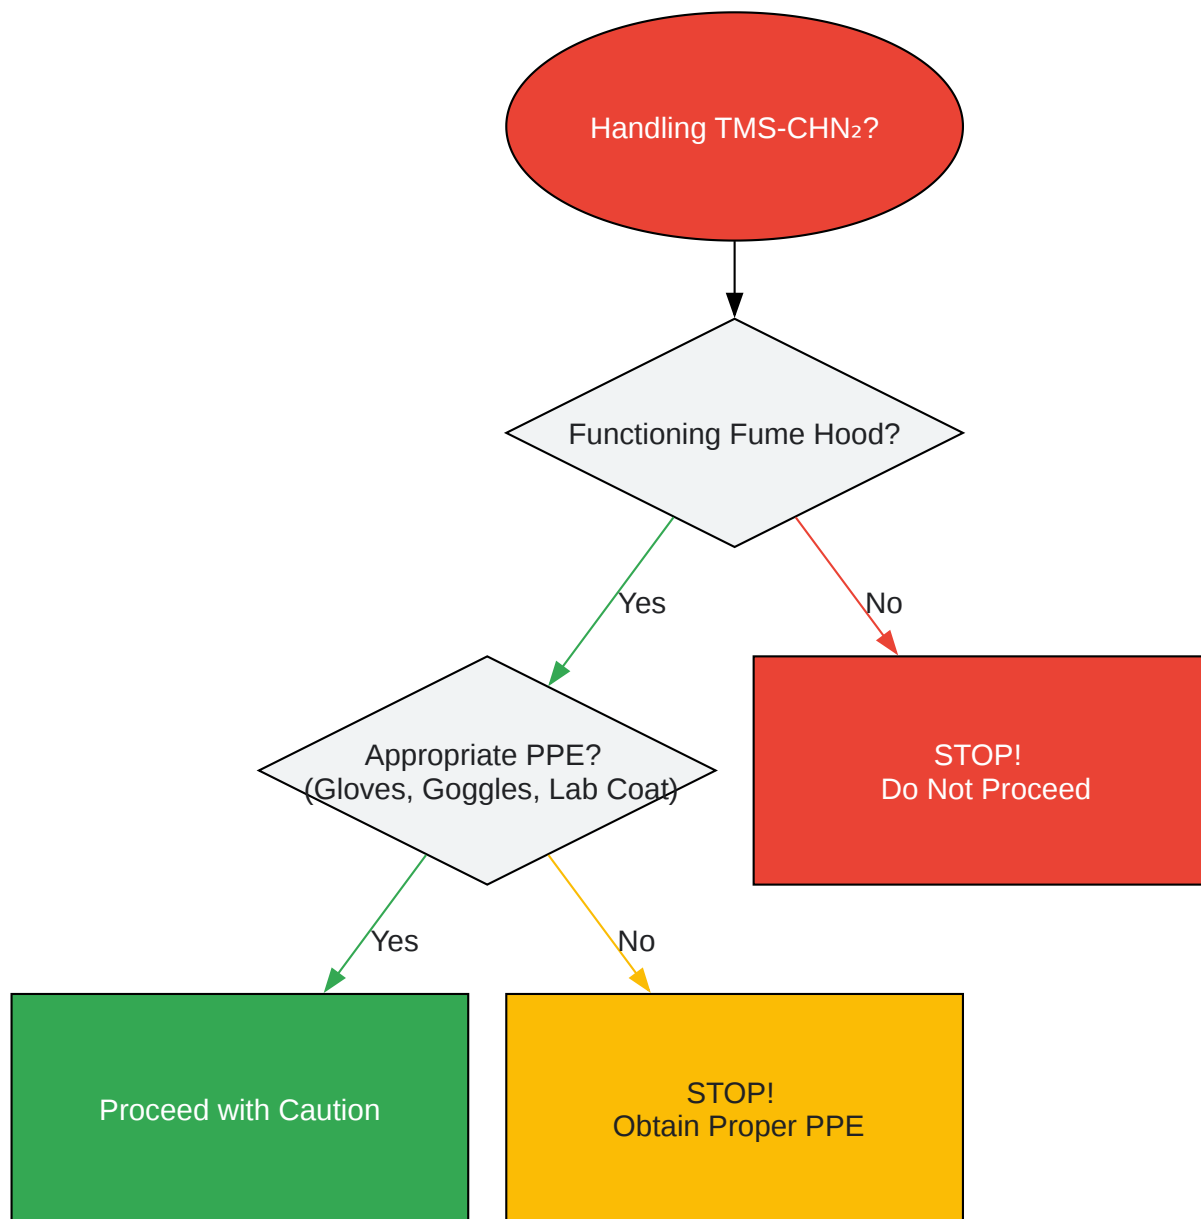 Handling TMS-CHN₂?
Functioning Fume Hood?
Yes
No
Appropriate PPE?
(Gloves, Goggles, Lab Coat)
STOP!
Do Not Proceed
Yes
No
Proceed with Caution
STOP!
Obtain Proper PPE